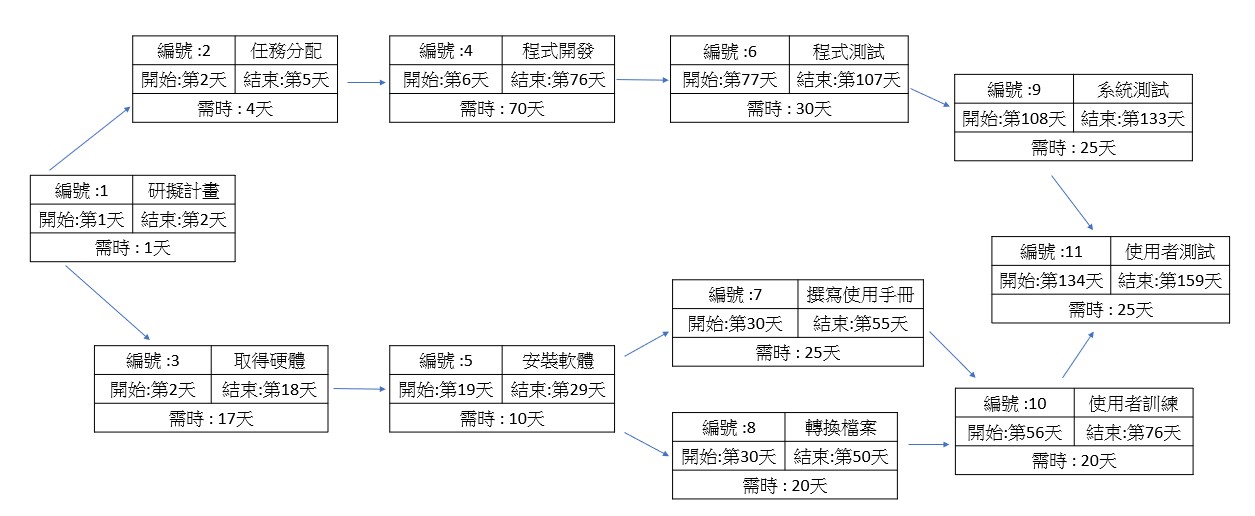 編號 :1 研擬計畫
開始:第1天 結束:第2天
需時 : 1天
編號 :2 任務分配
開始:第2天 結束:第5天
需時 : 4天
編號 :4 程式開發
開始:第6天 結束:第76天
需時 : 70天
編號 :6 程式測試
開始:第77天 結束:第107天
需時 : 30天
編號 :9 系統測試
開始:第108天 結束:第133天
需時 : 25天
編號 :3 取得硬體
開始:第2天 結束:第18天
需時 : 17天
編號 :5 安裝軟體
開始:第19天 結束:第29天
需時 : 10天
編號 :7 撰寫使用手冊
開始:第30天 結束:第55天
需時 : 25天
編號 :8 轉換檔案
開始:第30天 結束:第50天
需時 : 20天
編號 :10 使用者訓練
開始:第56天 結束:第76天
需時 : 20天
編號 :11 使用者測試
開始:第134天 結束:第159天
需時 : 25天